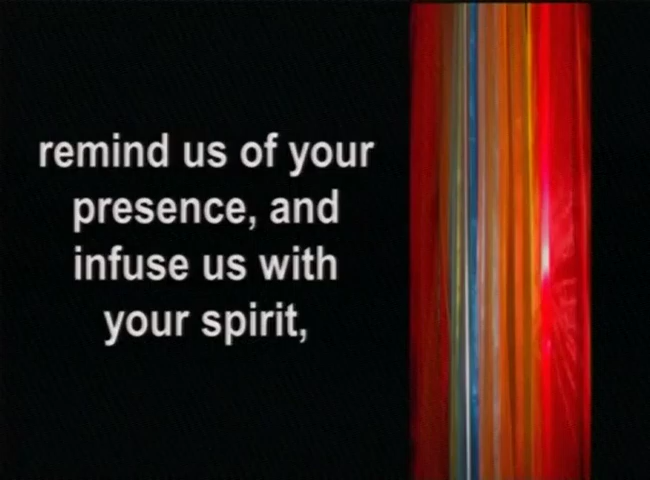 remind us of your
presence, and
infuse us with
your spirit,